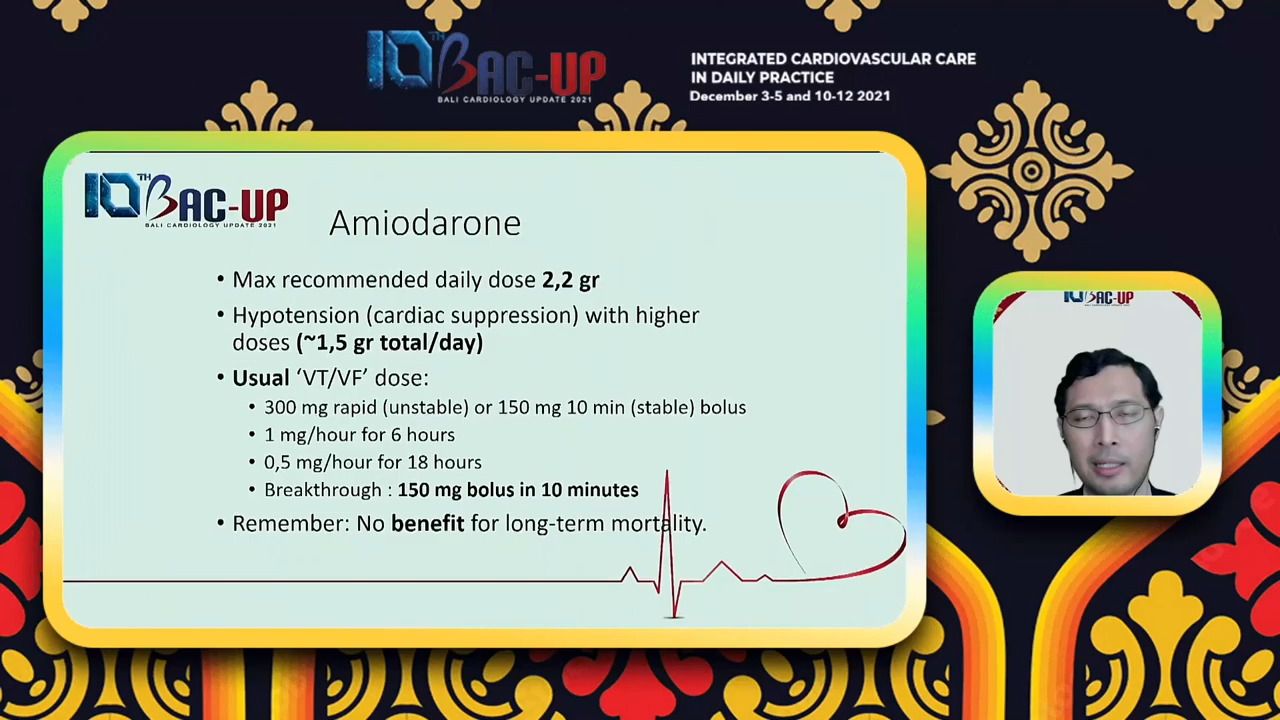 10TH BAC-UP
BALI CARDIOLOGY UPDATE 2021
INTEGRATED CARDIOVASCULAR CARE
IN DAILY PRACTICE
December 3-5 and 10-12 2021
10TH BAC-UP
BALI CARDIOLOGY UPDATE 2021
Amiodarone
• Max recommended daily dose 2,2 gr
• Hypotension (cardiac suppression) with higher
doses (~1,5 gr total/day)
• Usual ‘VT/VF’ dose:
• 300 mg rapid (unstable) or 150 mg 10 min (stable) bolus
• 1 mg/hour for 6 hours
• 0,5 mg/hour for 18 hours
• Breakthrough : 150 mg bolus in 10 minutes
• Remember: No benefit for long-term mortality.
10 BAC-UP